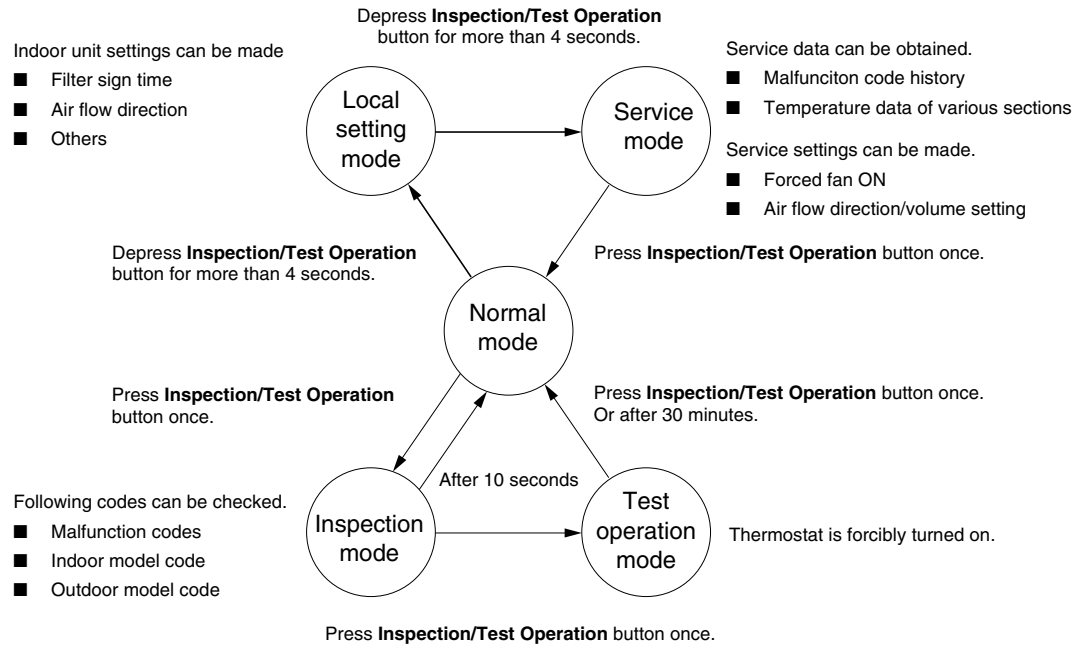 Depress Inspection/Test Operation
button for more than 4 seconds.
Indoor unit settings can be made
■ Filter sign time
■ Air flow direction
■ Others
Local
setting
mode
Service
mode
Service data can be obtained.
■ Malfunciton code history
■ Temperature data of various sections
Service settings can be made.
■ Forced fan ON
■ Air flow direction/volume setting
Depress Inspection/Test Operation
button for more than 4 seconds.
Press Inspection/Test Operation button once.
Normal
mode
Press Inspection/Test Operation
button once.
Press Inspection/Test Operation button once.
Or after 30 minutes.
After 10 seconds
Following codes can be checked.
■ Malfunction codes
■ Indoor model code
■ Outdoor model code
Inspection
mode
Test
operation
mode
Thermostat is forcibly turned on.
Press Inspection/Test Operation button once.